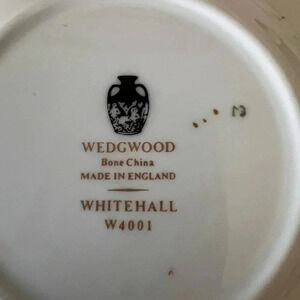 WEDGWOOD
Bone China
MADE IN ENGLAND
WHITEHALL
W4001